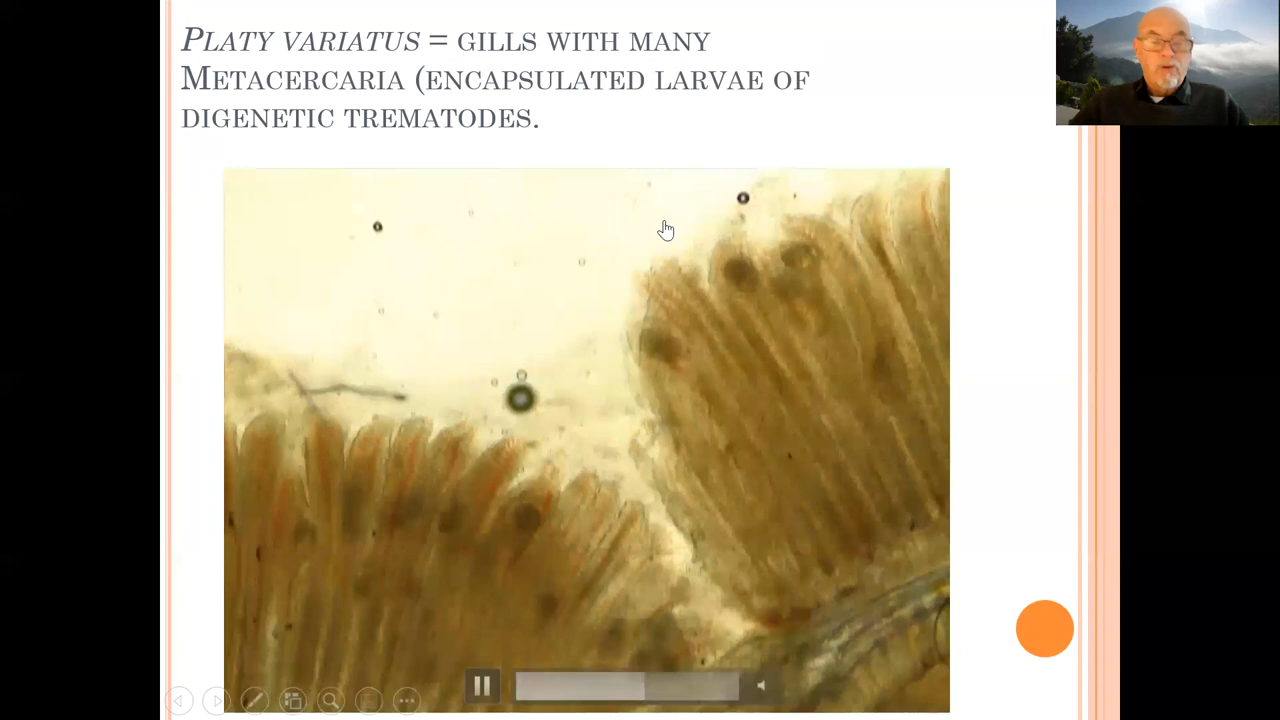 PLATY VARIATUS = GILLS WITH MANY
METACERCARIA (ENCAPSULATED LARVAE OF
DIGENETIC TREMATODES.